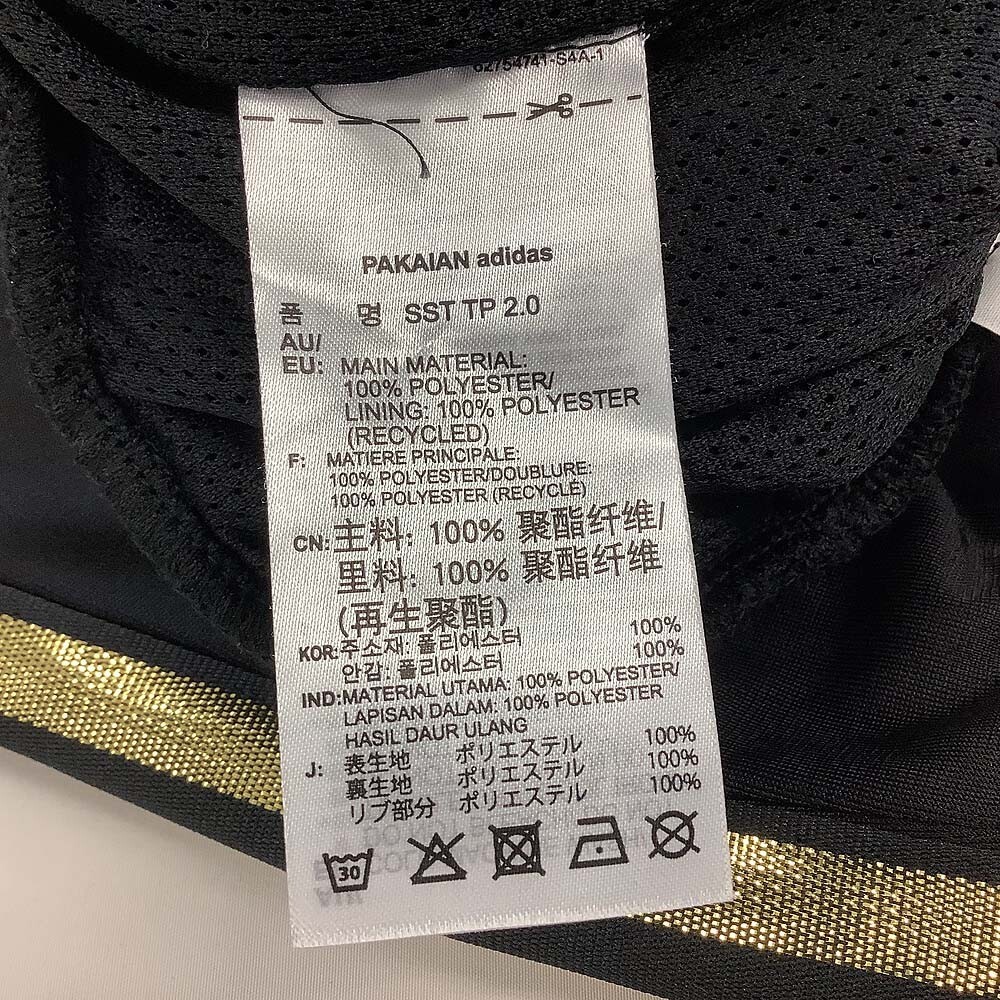 62754741-S4A-1
PAKAIAN adidas
폼 명 SST TP 2.0
AU/
EU: MAIN MATERIAL:
100% POLYESTER/
LINING: 100% POLYESTER
(RECYCLED)
F: MATIERE PRINCIPALE:
100% POLYESTER/DOUBLURE:
100% POLYESTER (RECYCLÉ)
CN: 主料: 100% 聚酯纤维/
里料: 100% 聚酯纤维
(再生聚酯)
KOR: 주소재: 폴리에스터 100%
안감: 폴리에스터 100%
IND: MATERIAL UTAMA: 100% POLYESTER/
LAPISAN DALAM: 100% POLYESTER
HASIL DAUR ULANG
J: 表生地 ポリエステル 100%
裏生地 ポリエステル 100%
リブ部分 ポリエステル 100%
30